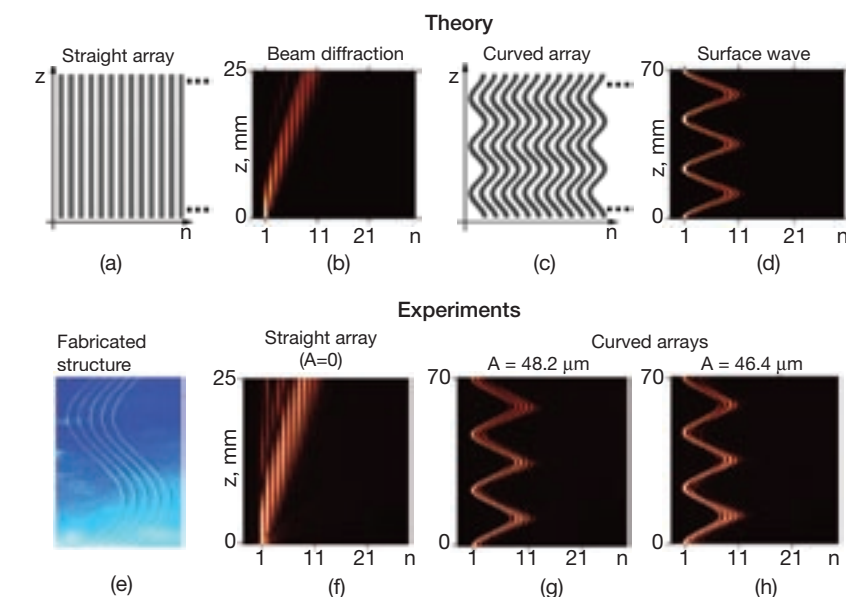 Theory
Straight array
Beam diffraction
Curved array
Surface wave
z
25
z, mm
0
n
1 11 21 n
(a)
(b)
z
70
z, mm
0
n
1 11 21 n
(c)
(d)
Experiments
Fabricated
structure
Straight array
(A=0)
Curved arrays
A = 48.2 μm
A = 46.4 μm
25
z, mm
0
1 11 21 n
70
0
1 11 21 n
70
0
1 11 21 n
(e)
(f)
(g)
(h)